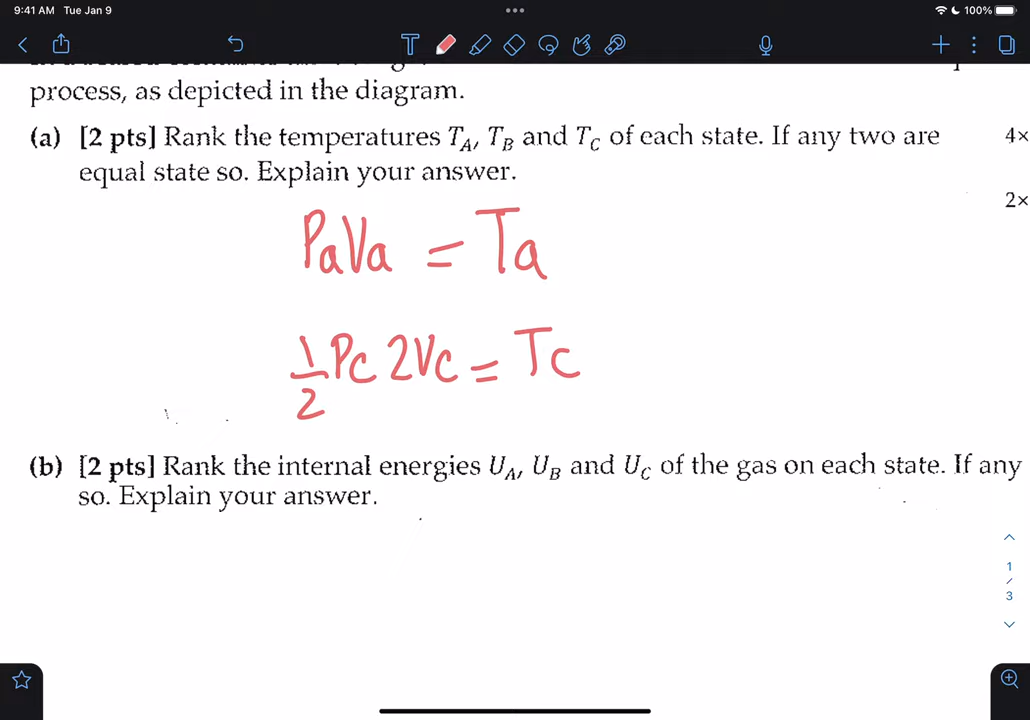 9:41 AM Tue Jan 9
100%
process, as depicted in the diagram.
(a) [2 pts] Rank the temperatures T_A, T_B and T_C of each state. If any two are
4×
equal state so. Explain your answer.
2×
PaVa = Ta
1/2 Pc 2Vc = Tc
(b) [2 pts] Rank the internal energies U_A, U_B and U_C of the gas on each state. If any
so. Explain your answer.
1
/
3